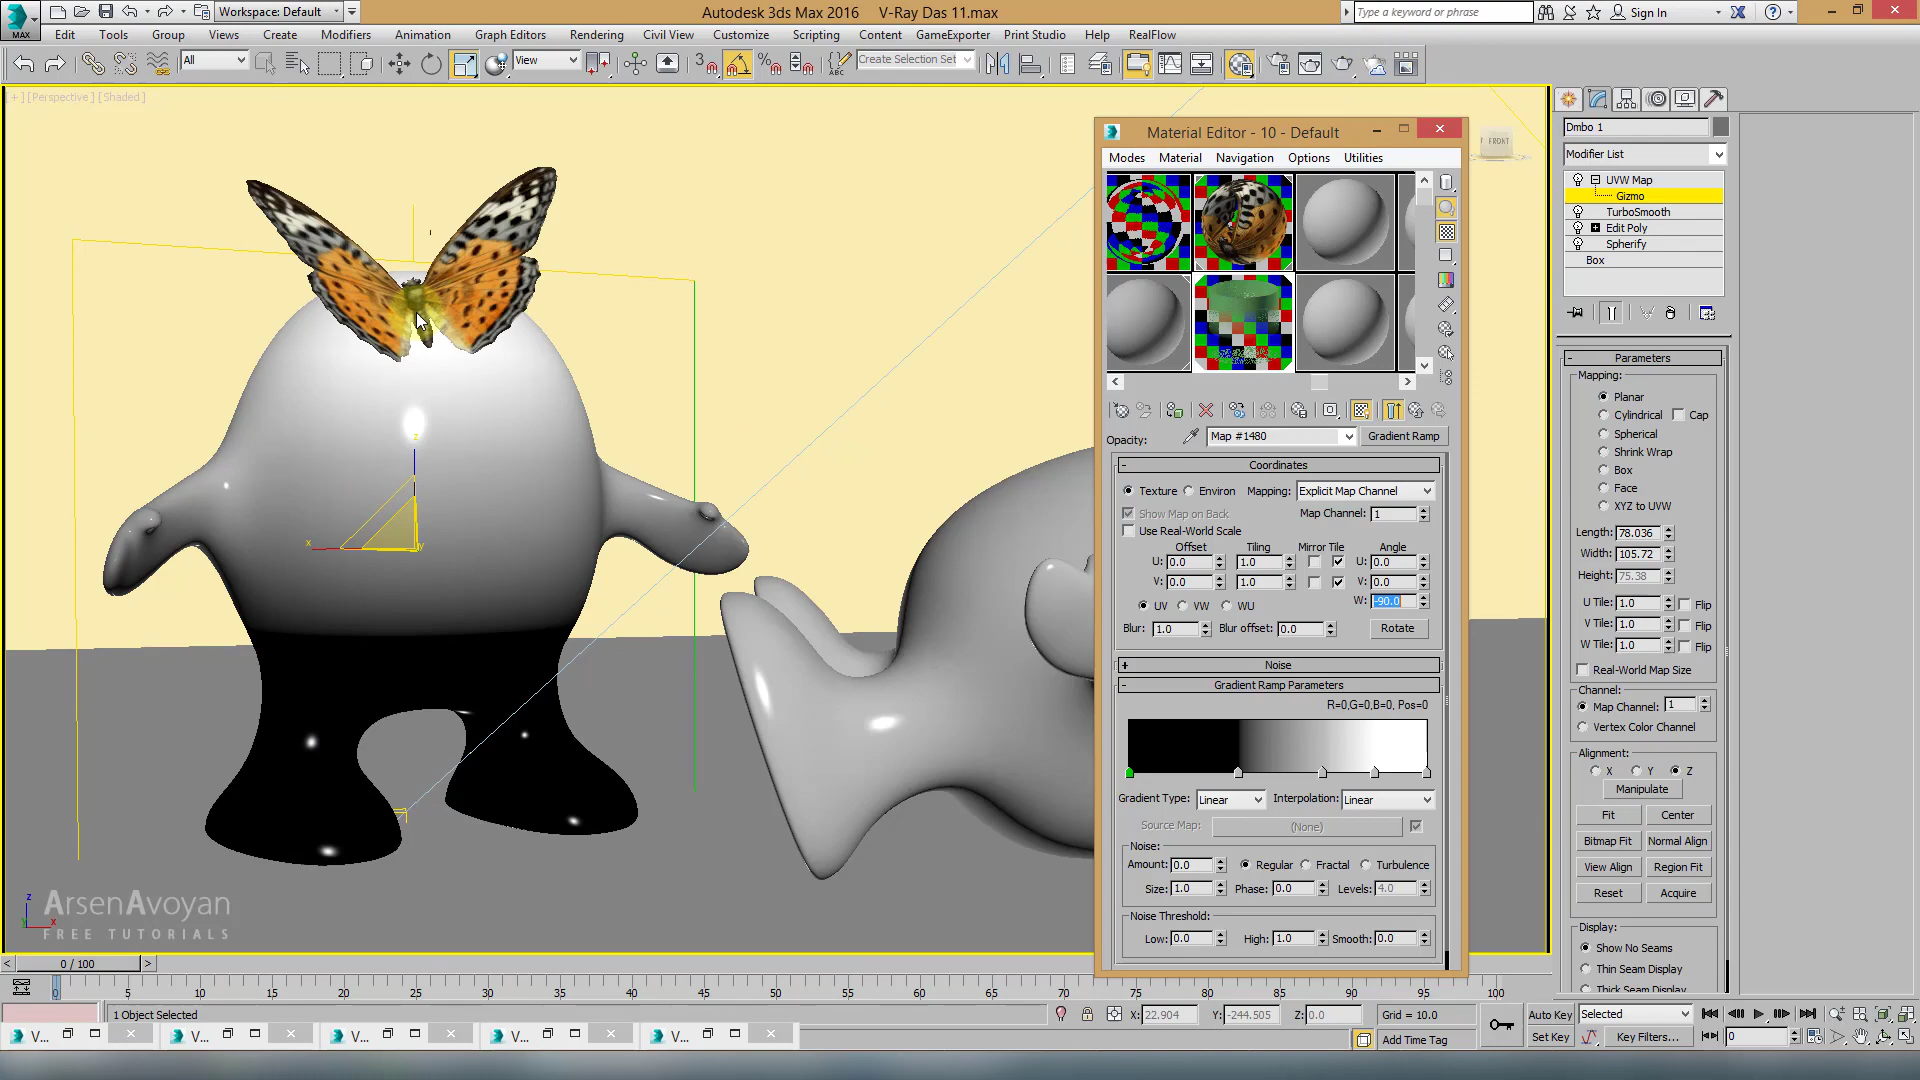 MAX
Workspace: Default
Autodesk 3ds Max 2016 V-Ray Das 11.max
Type a keyword or phrase
Sign In
Edit Tools Group Views Create Modifiers Animation Graph Editors Rendering Civil View Customize Scripting Content GameExporter Print Studio Help RealFlow
All
View
3
ABC
Create Selection Set
[+] [Perspective] [Shaded]
FRONT
Material Editor - 10 - Default
Modes Material Navigation Options Utilities
Opacity: Map #1480 Gradient Ramp
- Coordinates
Texture Environ Mapping: Explicit Map Channel
Show Map on Back Map Channel: 1
Use Real-World Scale
Offset Tiling Mirror Tile Angle
U: 0.0 1.0 U: 0.0
V: 0.0 1.0 V: 0.0
UV VW WU W: -90.0
Blur: 1.0 Blur offset: 0.0 Rotate
+ Noise
- Gradient Ramp Parameters
R=0,G=0,B=0, Pos=0
Gradient Type: Linear Interpolation: Linear
Source Map: (None)
Noise:
Amount: 0.0 Regular Fractal Turbulence
Size: 1.0 Phase: 0.0 Levels: 4.0
Noise Threshold:
Low: 0.0 High: 1.0 Smooth: 0.0
Dmbo 1
Modifier List
UVW Map
Gizmo
TurboSmooth
Edit Poly
Spherify
Box
- Parameters
Mapping:
Planar
Cylindrical Cap
Spherical
Shrink Wrap
Box
Face
XYZ to UVW
Length: 78.036
Width: 105.72
Height: 75.38
U Tile: 1.0 Flip
V Tile: 1.0 Flip
W Tile: 1.0 Flip
Real-World Map Size
Channel:
Map Channel: 1
Vertex Color Channel
Alignment:
X Y Z
Manipulate
Fit Center
Bitmap Fit Normal Align
View Align Region Fit
Reset Acquire
Display:
Show No Seams
Thin Seam Display
Thick Seam Display
z
x
y
z
x
ArsenAvoyan
FREE TUTORIALS
< 0 / 100 >
0 5 10 15 20 25 30 35 40 45 50 55 60 65 70 75 80 85 90 95 100
1 Object Selected
X: 22.904 Y: -244.505 Z: 0.0 Grid = 10.0
Auto Key Selected
V... V... V... V... V...
Add Time Tag
Set Key Key Filters... 0